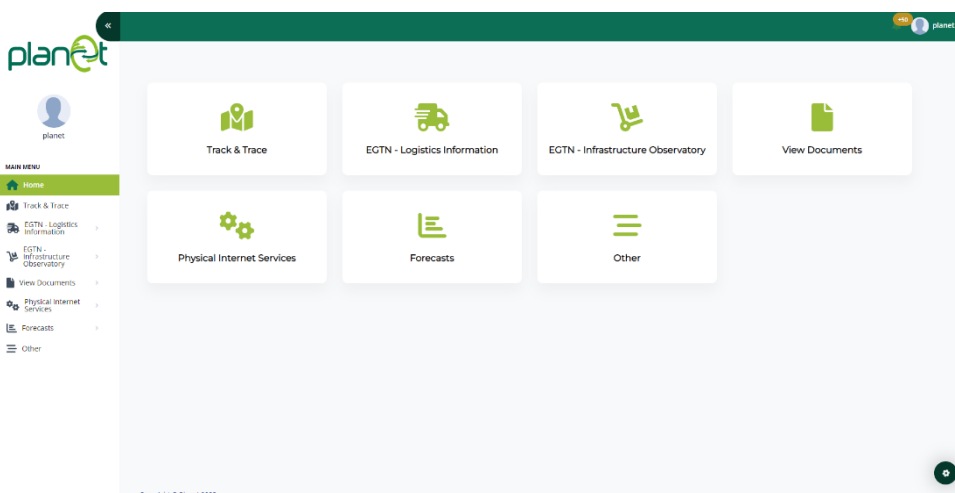 planet
+50
planet
planet
MAIN MENU
Home
Track & Trace
EGTN - Logistics
Information
EGTN -
Infrastructure
Observatory
View Documents
Physical Internet
Services
Forecasts
Other
Track & Trace
EGTN - Logistics Information
EGTN - Infrastructure Observatory
View Documents
Physical Internet Services
Forecasts
Other